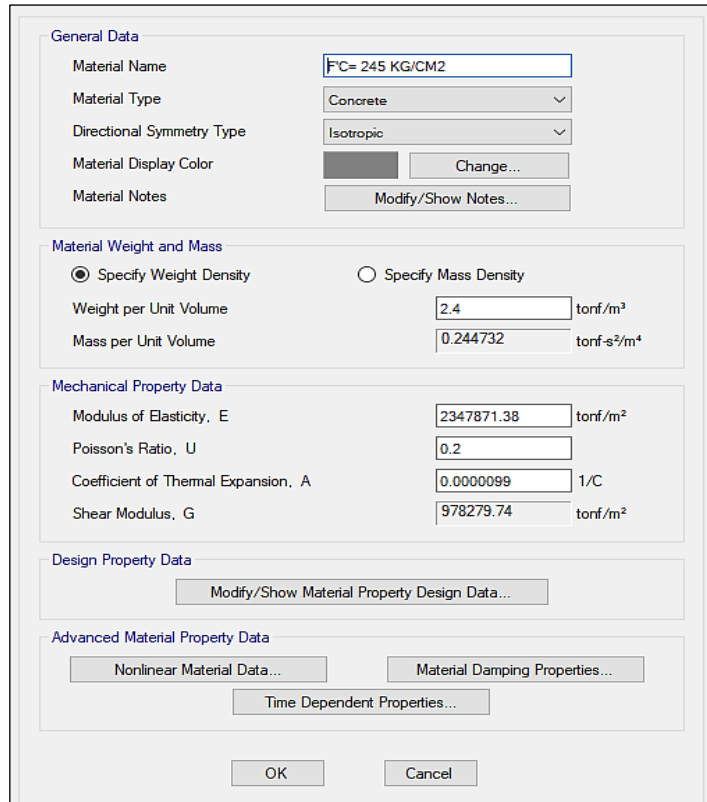 General Data
Material Name F'C= 245 KG/CM2
Material Type Concrete
Directional Symmetry Type Isotropic
Material Display Color Change...
Material Notes Modify/Show Notes...
Material Weight and Mass
Specify Weight Density Specify Mass Density
Weight per Unit Volume 2.4 tonf/m³
Mass per Unit Volume 0.244732 tonf-s²/m⁴
Mechanical Property Data
Modulus of Elasticity, E 2347871.38 tonf/m²
Poisson's Ratio, U 0.2
Coefficient of Thermal Expansion, A 0.0000099 1/C
Shear Modulus, G 978279.74 tonf/m²
Design Property Data
Modify/Show Material Property Design Data...
Advanced Material Property Data
Nonlinear Material Data... Material Damping Properties...
Time Dependent Properties...
OK Cancel